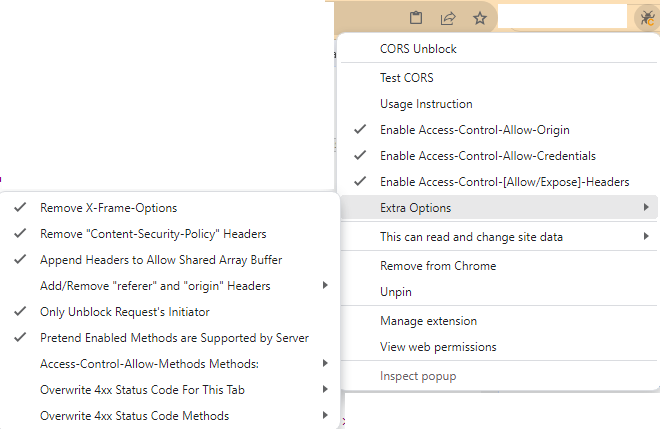 CORS Unblock
Test CORS
Usage Instruction
Enable Access-Control-Allow-Origin
Enable Access-Control-Allow-Credentials
Enable Access-Control-[Allow/Expose]-Headers
Extra Options
This can read and change site data
Remove from Chrome
Unpin
Manage extension
View web permissions
Inspect popup
Remove X-Frame-Options
Remove "Content-Security-Policy" Headers
Append Headers to Allow Shared Array Buffer
Add/Remove "referer" and "origin" Headers
Only Unblock Request's Initiator
Pretend Enabled Methods are Supported by Server
Access-Control-Allow-Methods Methods:
Overwrite 4xx Status Code For This Tab
Overwrite 4xx Status Code Methods